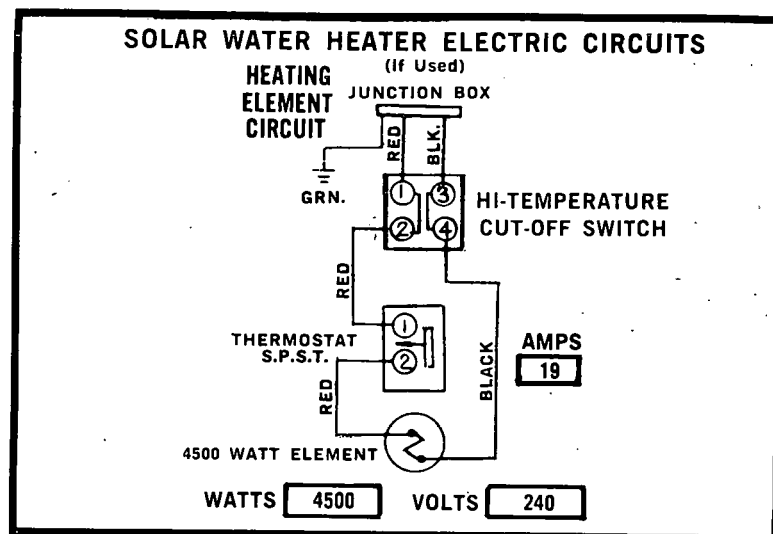 SOLAR WATER HEATER ELECTRIC CIRCUITS
(If Used)
HEATING
ELEMENT
CIRCUIT
JUNCTION BOX
RED
BLK.
GRN.
1
3
2
4
HI-TEMPERATURE
CUT-OFF SWITCH
RED
1
2
THERMOSTAT
S.P.S.T.
RED
BLACK
AMPS
19
4500 WATT ELEMENT
WATTS 4500 VOLTS 240